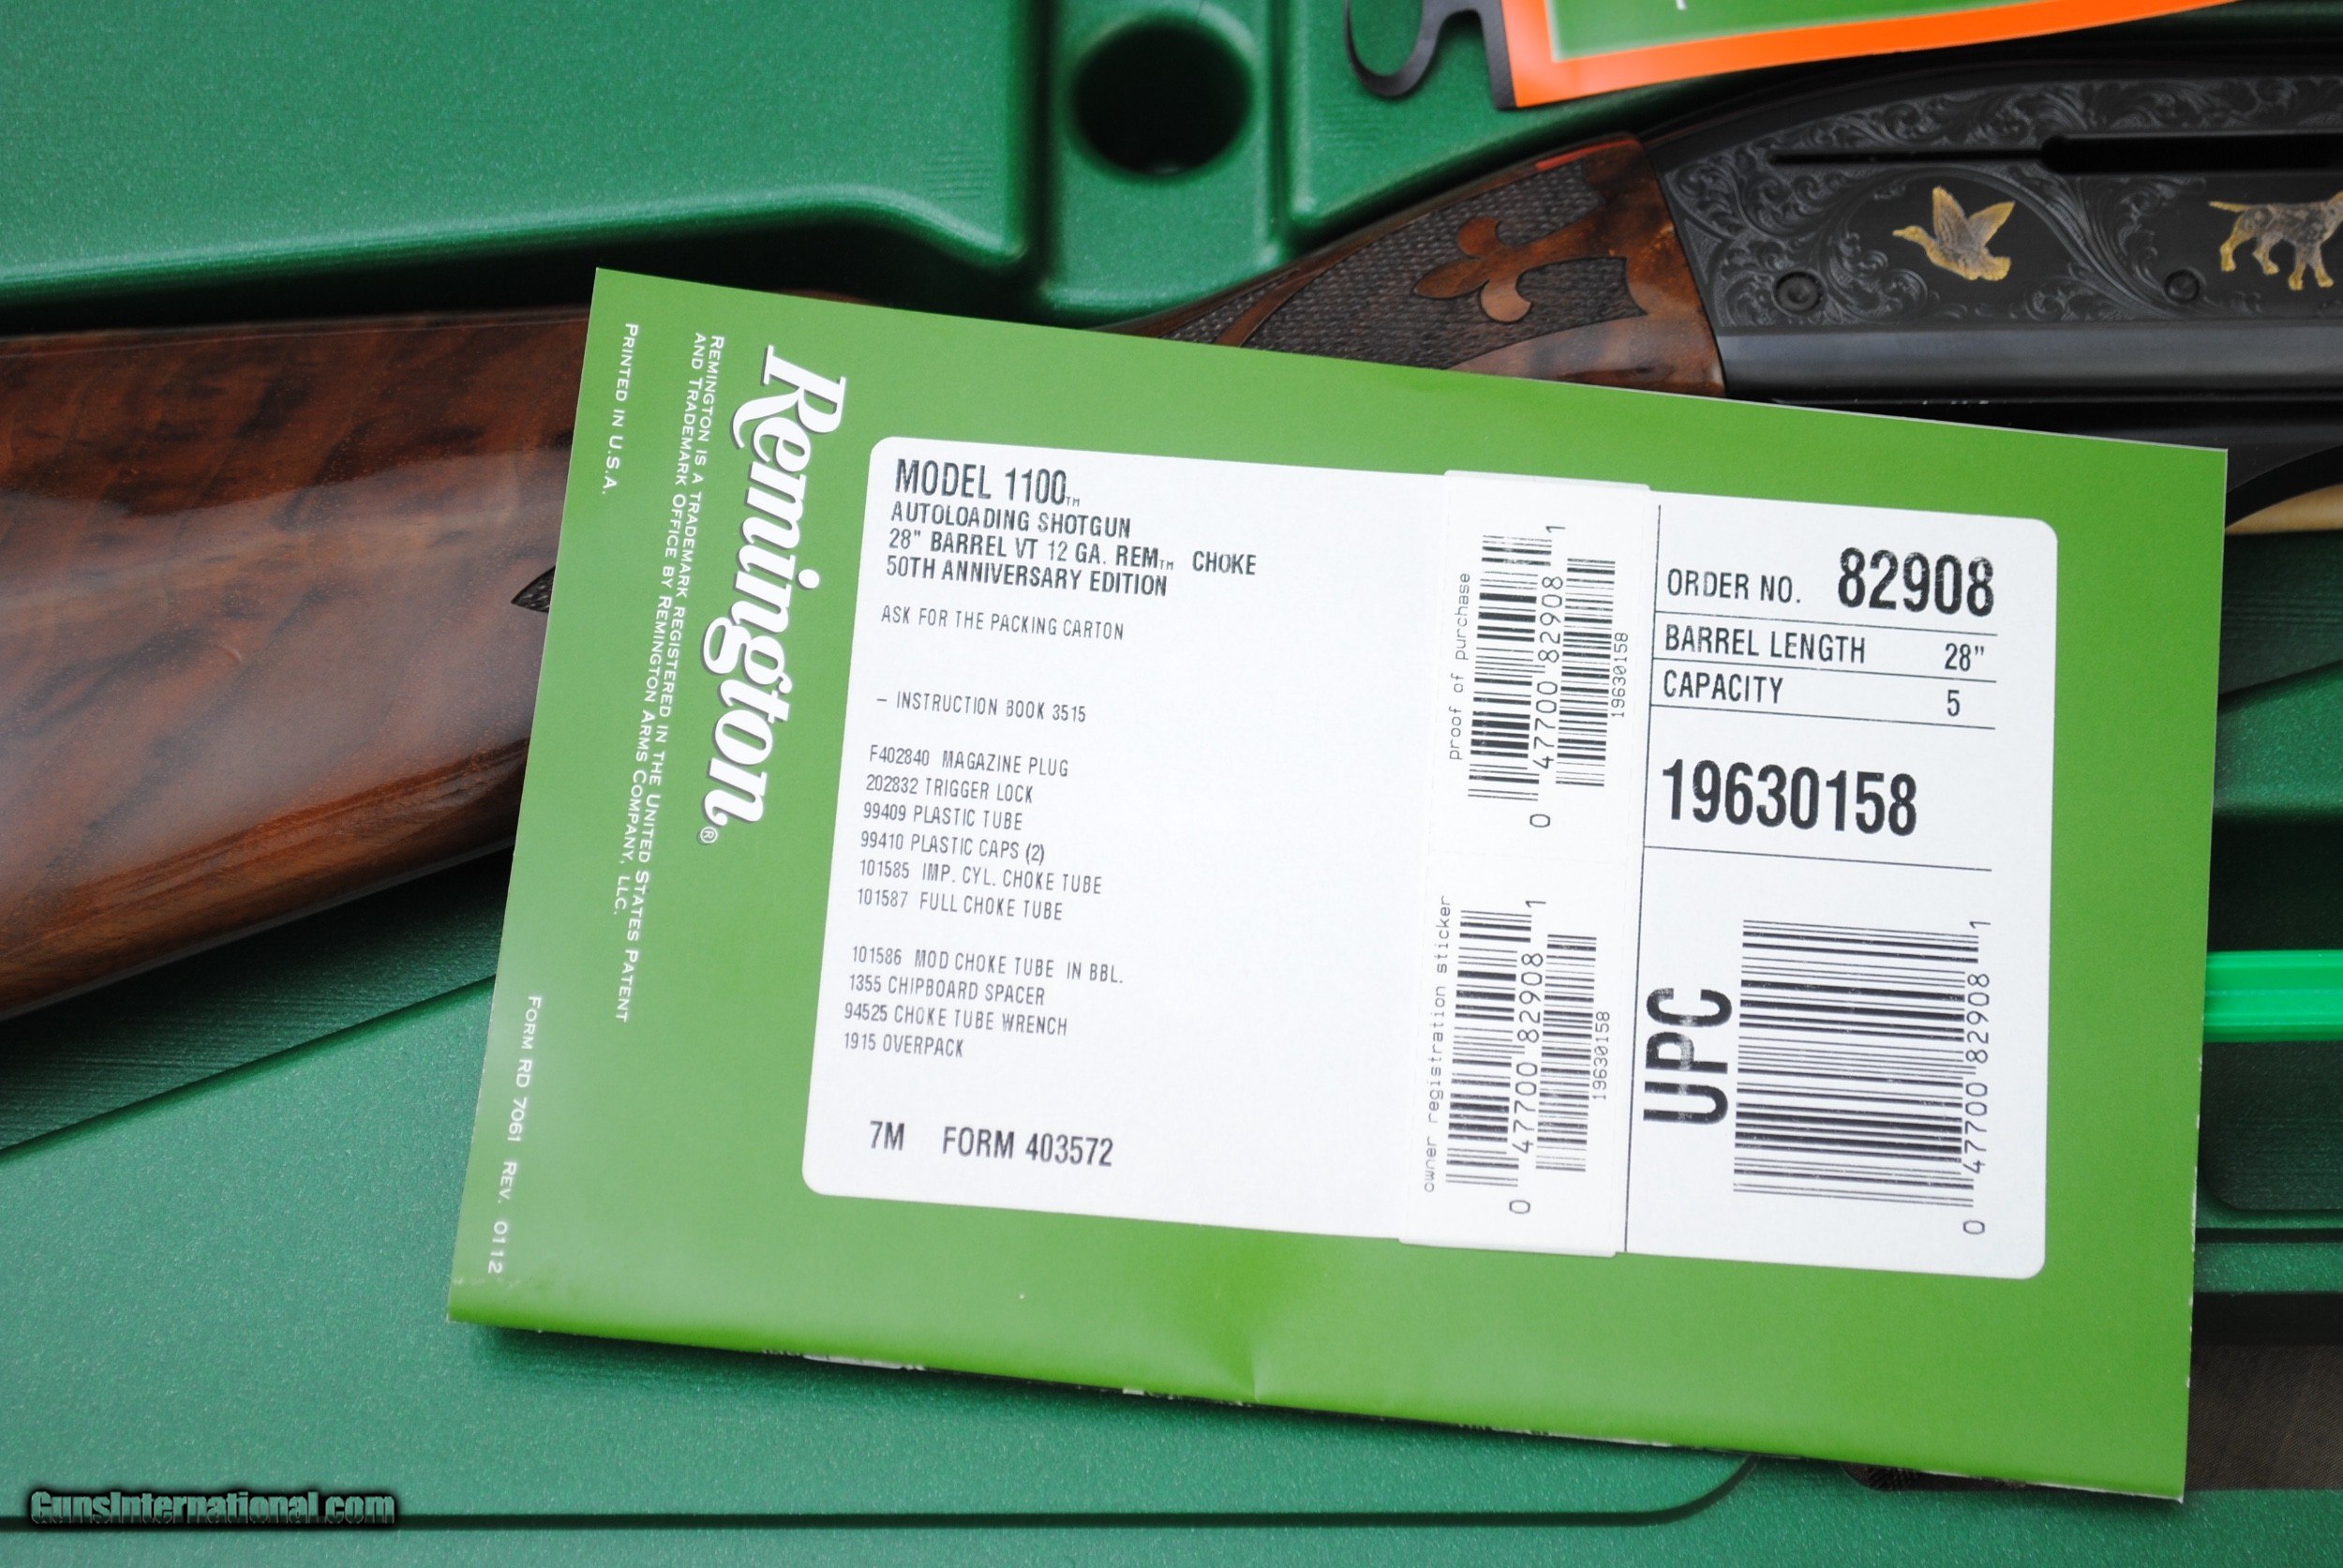 Remington®
REMINGTON IS A TRADEMARK REGISTERED IN THE UNITED STATES PATENT
AND TRADEMARK OFFICE BY REMINGTON ARMS COMPANY, LLC.
PRINTED IN U.S.A.
FORM RD 7061 REV. 0112
MODEL 1100™
AUTOLOADING SHOTGUN
28" BARREL VT 12 GA. REM™ CHOKE
50TH ANNIVERSARY EDITION
ASK FOR THE PACKING CARTON
– INSTRUCTION BOOK 3515
F402840 MAGAZINE PLUG
202832 TRIGGER LOCK
99409 PLASTIC TUBE
99410 PLASTIC CAPS (2)
101585 IMP. CYL. CHOKE TUBE
101587 FULL CHOKE TUBE
101586 MOD CHOKE TUBE IN BBL.
1355 CHIPBOARD SPACER
94525 CHOKE TUBE WRENCH
1915 OVERPACK
7M FORM 403572
proof of purchase
0 47700 82908 1
19630158
owner registration sticker
0 47700 82908 1
19630158
ORDER NO. 82908
BARREL LENGTH 28"
CAPACITY 5
19630158
UPC
0 47700 82908 1
GunsInternational.com